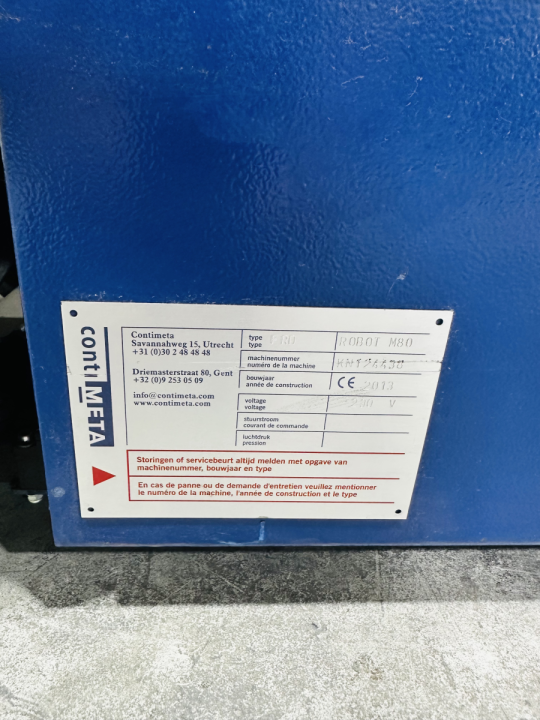 conti META
Contimeta
Savannahweg 15, Utrecht
+31 (0)30 2 48 48 48
Driemasterstraat 80, Gent
+32 (0)9 253 05 09
info@contimeta.com
www.contimeta.com
type
type
ROBOT M80
machinenummer
numéro de la machine
bouwjaar
année de construction
CE 2013
voltage
voltage
V
stuurstroom
courant de commande
luchtdruk
pression
Storingen of servicebeurt altijd melden met opgave van
machinenummer, bouwjaar en type
En cas de panne ou de demande d'entretien veuillez mentionner
le numéro de la machine, l'année de construction et le type